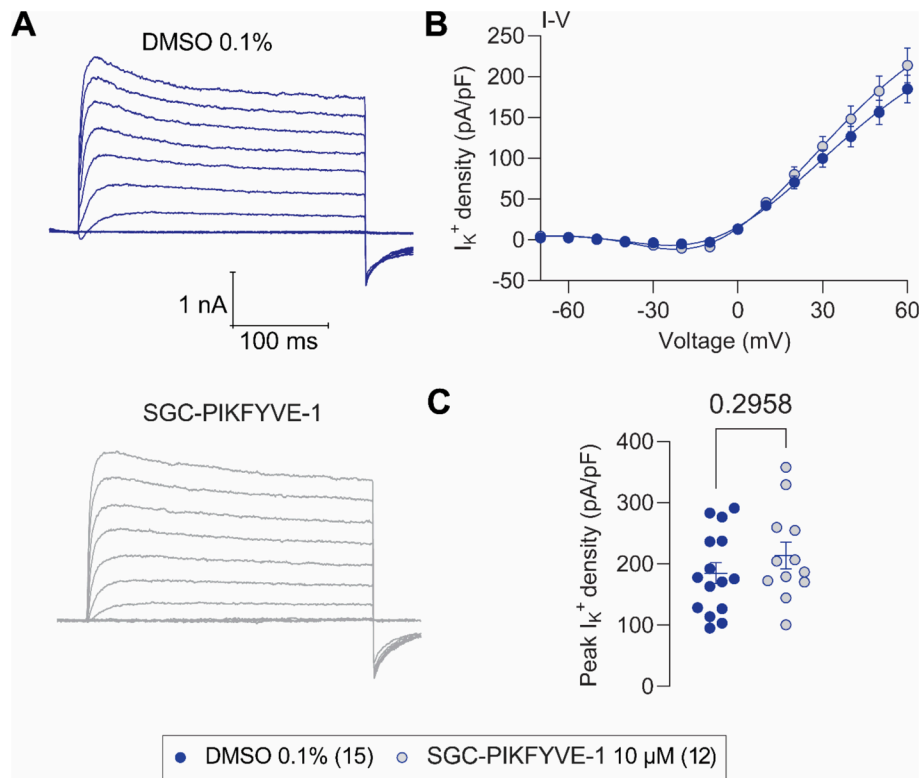 A
DMSO 0.1%
1 nA
100 ms
SGC-PIKFYVE-1
B
I-V
I_K^+ density (pA/pF)
250
200
150
100
50
0
-50
-60
-30
0
30
60
Voltage (mV)
C
0.2958
Peak I_K^+ density (pA/pF)
400
300
200
100
0
DMSO 0.1% (15)
SGC-PIKFYVE-1 10 µM (12)